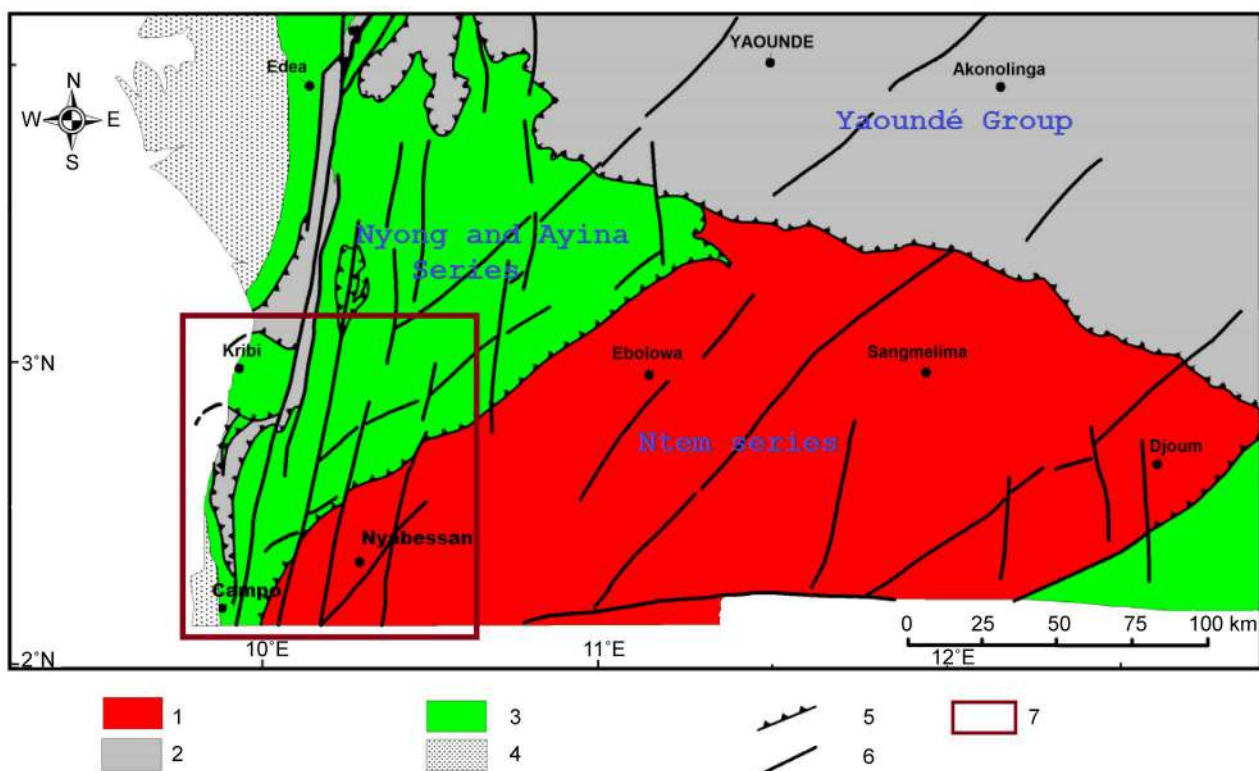 YAOUNDE
Edea
Akonolinga
N
W E
S
Yaoundé Group
Nyong and Ayina
Series
Kribi
3°N
Ebolowa
Sangmelima
Ntem series
Djoum
Nyabessan
Campo
0 25 50 75 100 km
2°N
10°E
11°E
12°E
1
3
5
7
2
4
6